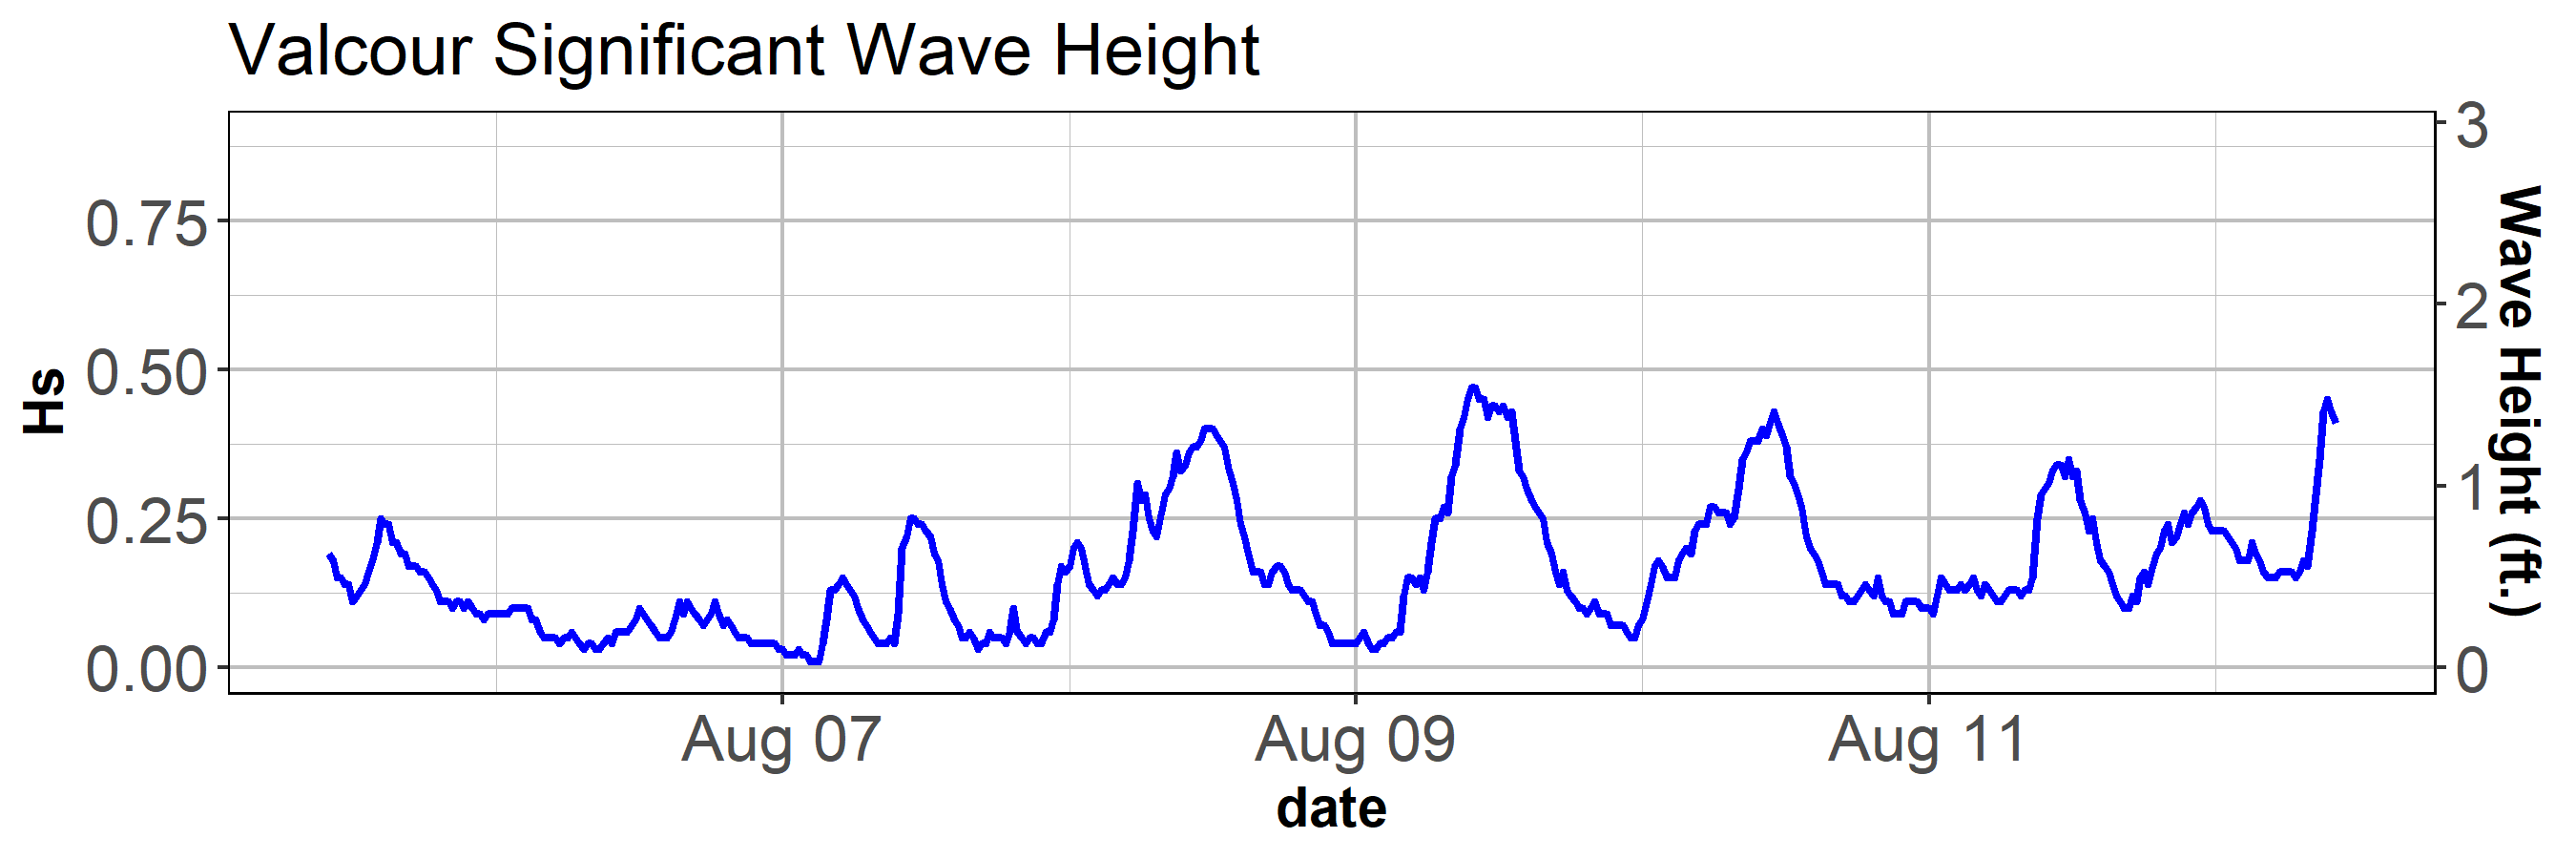 Valcour Significant Wave Height
Hs
0.75
0.50
0.25
0.00
3
2
1
0
Wave Height (ft.)
Aug 07
Aug 09
Aug 11
date